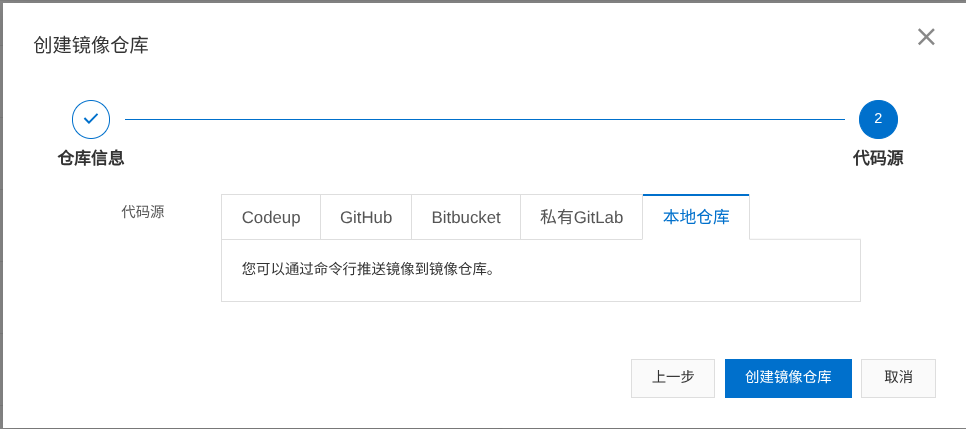 创建镜像仓库
2
仓库信息
代码源
代码源
Codeup
GitHub
Bitbucket
私有GitLab
本地仓库
您可以通过命令行推送镜像到镜像仓库。
上一步
创建镜像仓库
取消